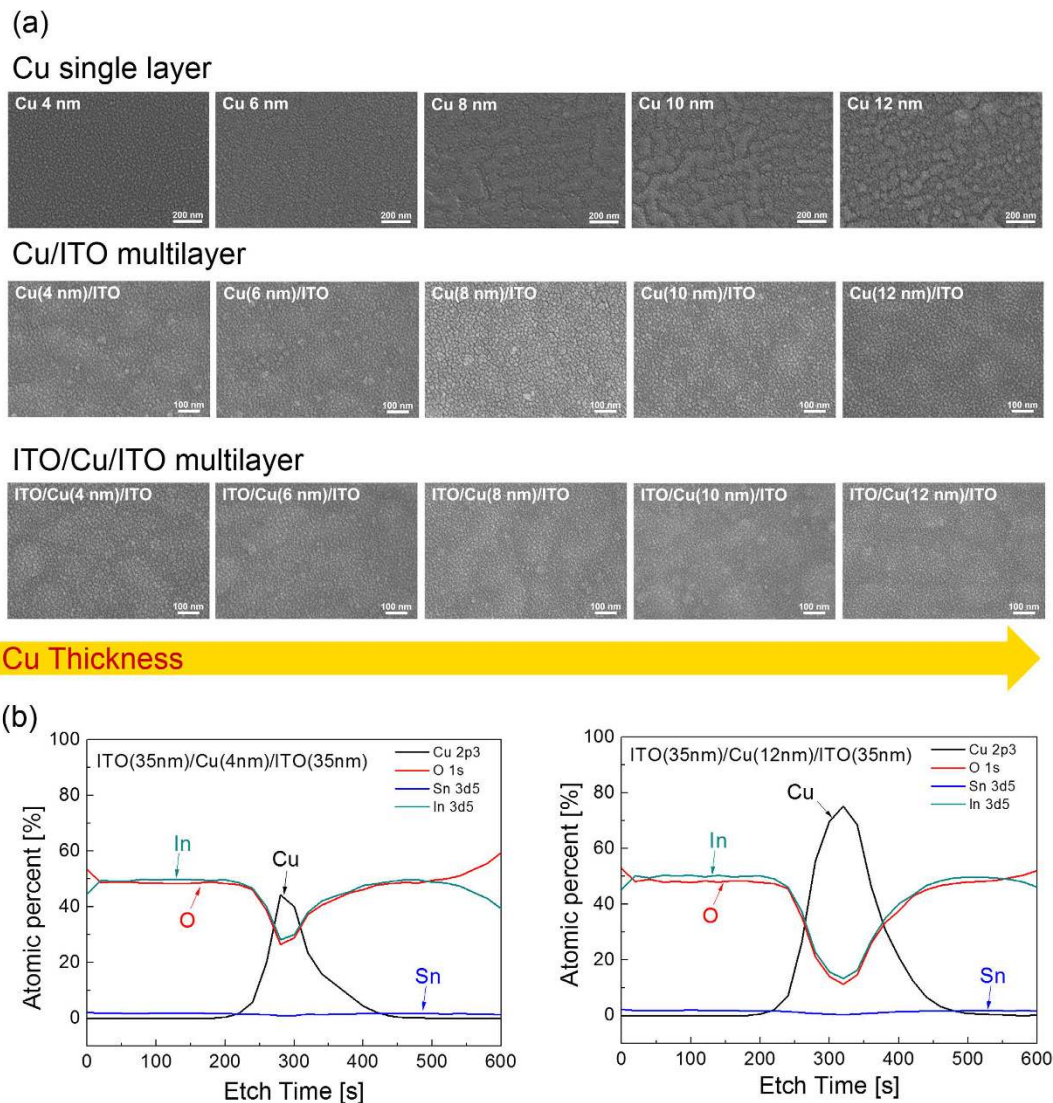 (a)
Cu single layer
Cu 4 nm
Cu 6 nm
Cu 8 nm
Cu 10 nm
Cu 12 nm
200 nm
200 nm
200 nm
200 nm
200 nm
Cu/ITO multilayer
Cu(4 nm)/ITO
Cu(6 nm)/ITO
Cu(8 nm)/ITO
Cu(10 nm)/ITO
Cu(12 nm)/ITO
100 nm
100 nm
100 nm
100 nm
100 nm
ITO/Cu/ITO multilayer
ITO/Cu(4 nm)/ITO
ITO/Cu(6 nm)/ITO
ITO/Cu(8 nm)/ITO
ITO/Cu(10 nm)/ITO
ITO/Cu(12 nm)/ITO
100 nm
100 nm
100 nm
100 nm
100 nm
Cu Thickness
(b)
ITO(35nm)/Cu(4nm)/ITO(35nm)
Cu 2p3
O 1s
Sn 3d5
In 3d5
In
Cu
O
Sn
100
80
60
40
20
0
Atomic percent [%]
0 100 200 300 400 500 600
Etch Time [s]
ITO(35nm)/Cu(12nm)/ITO(35nm)
Cu 2p3
O 1s
Sn 3d5
In 3d5
Cu
In
O
Sn
100
80
60
40
20
0
Atomic percent [%]
0 100 200 300 400 500 600
Etch Time [s]